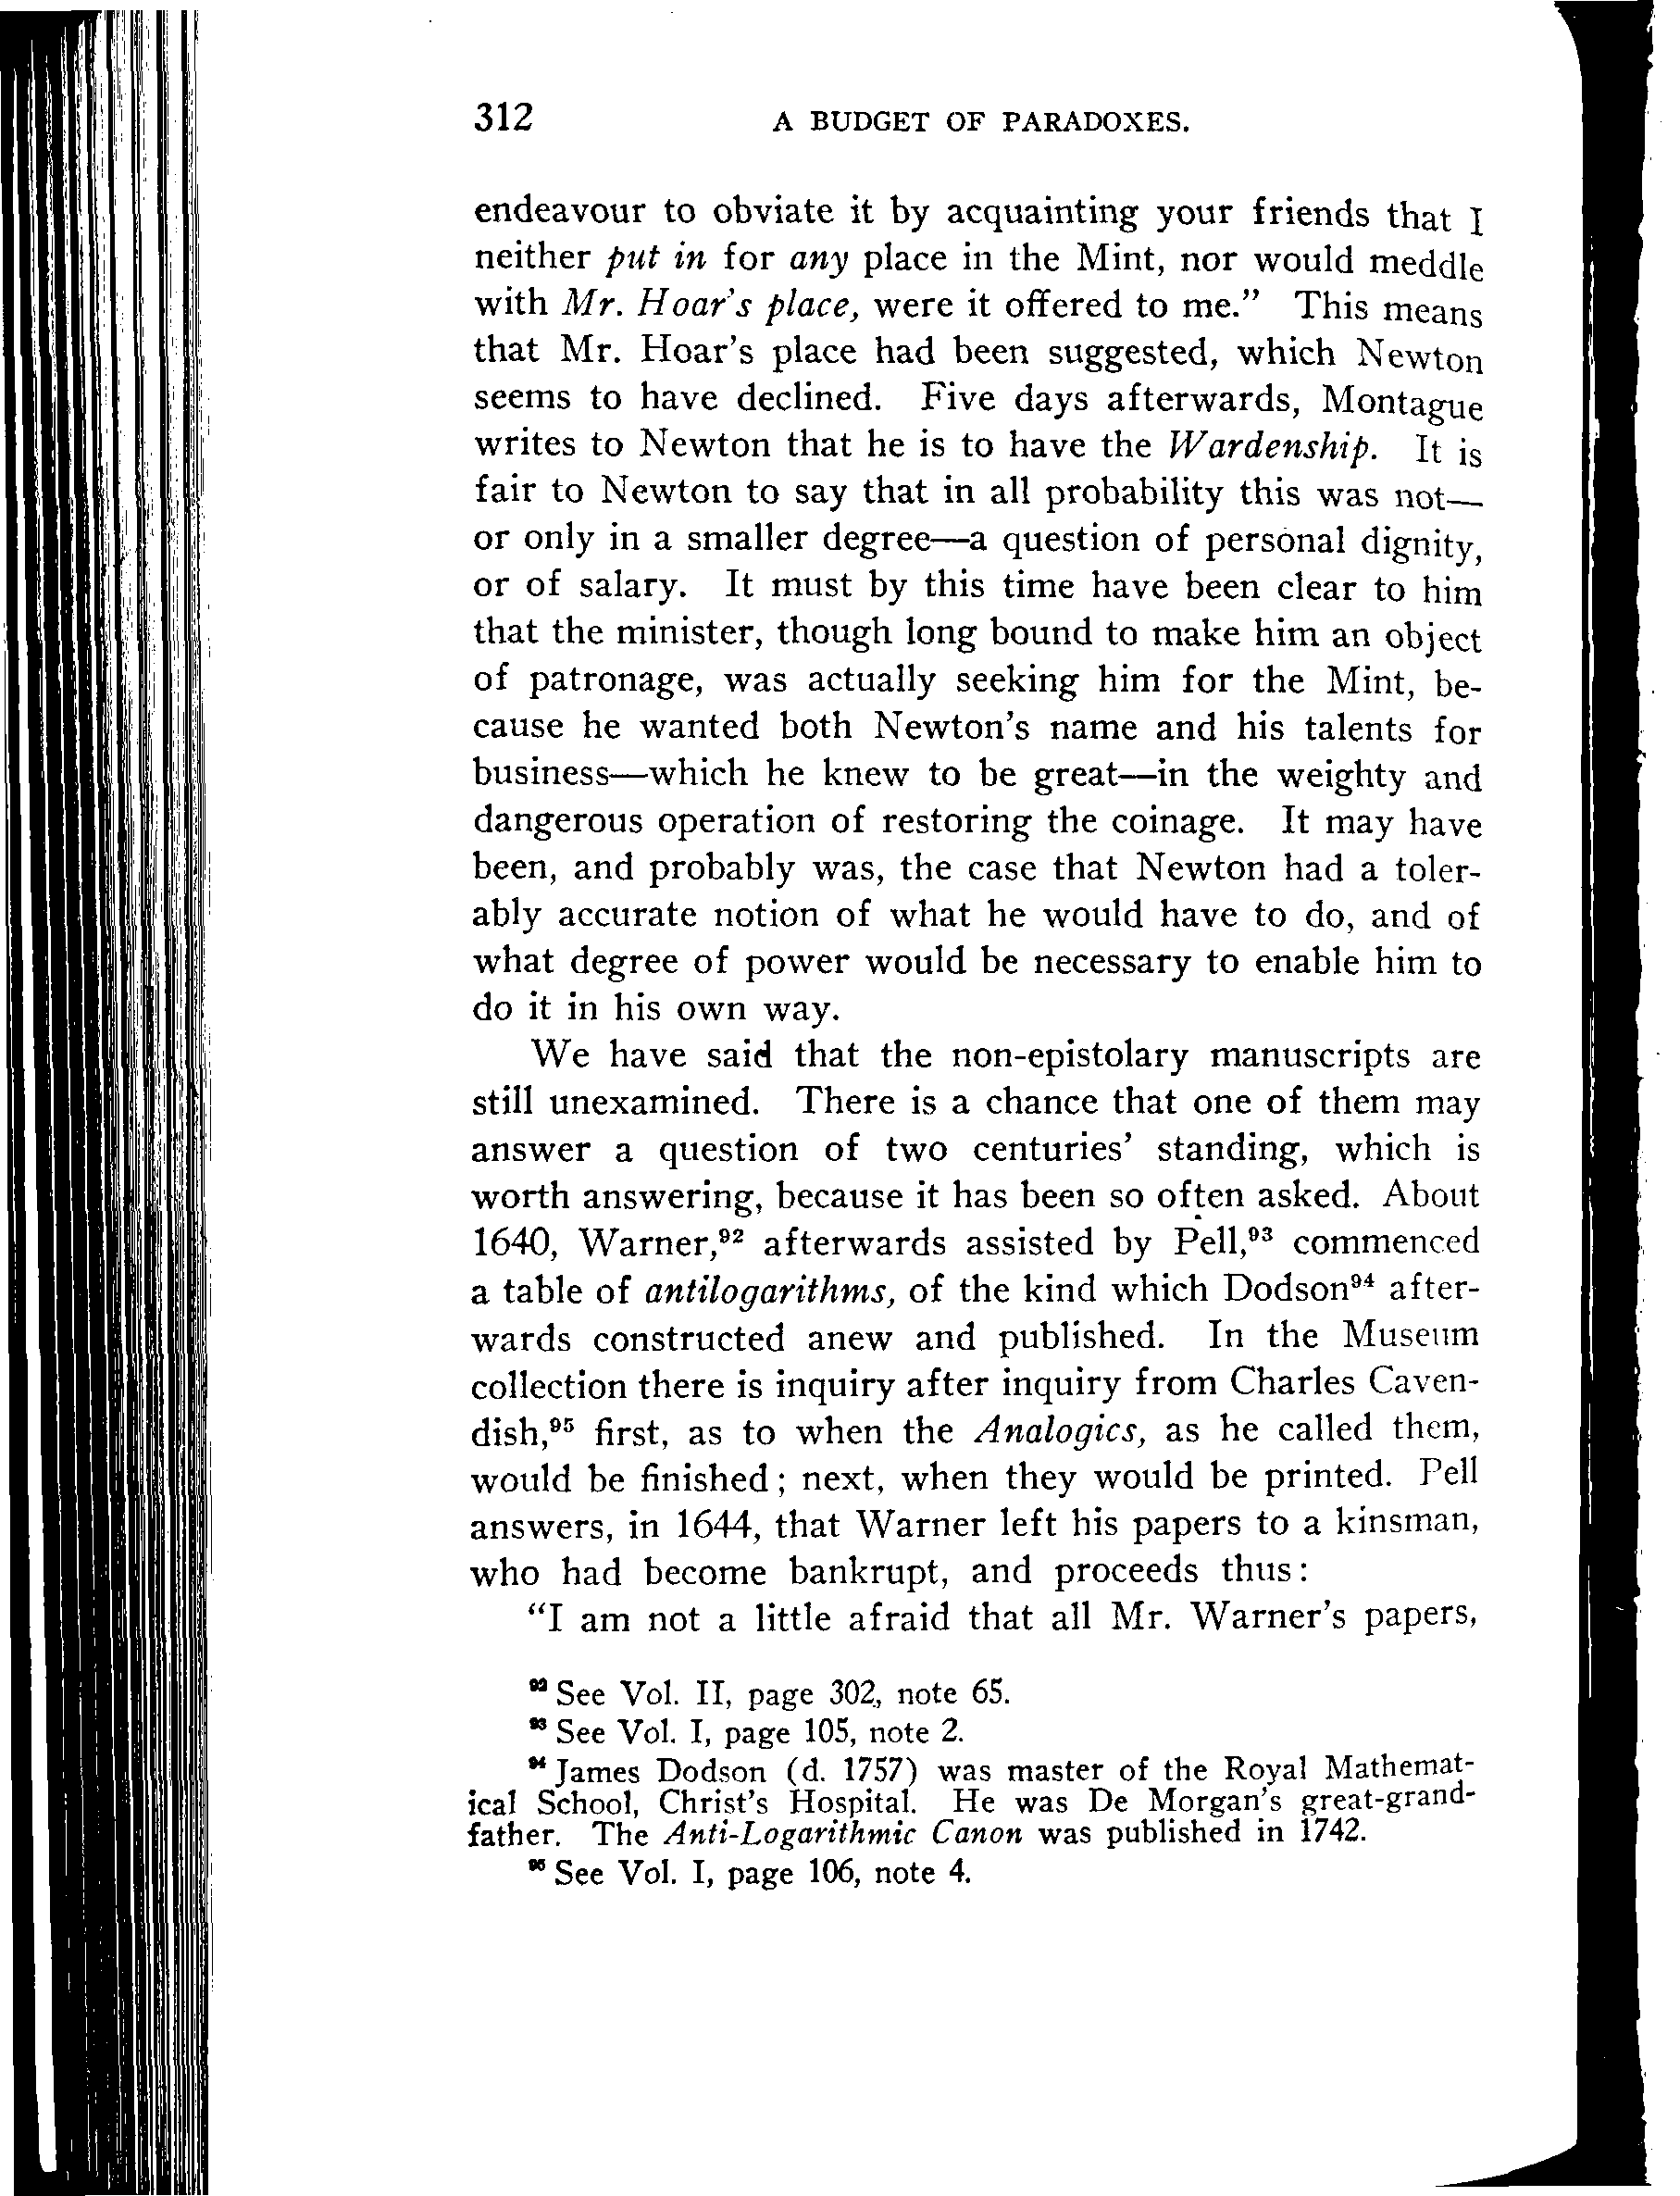 312 A BUDGET OF PARADOXES.
endeavour to obviate it by acquainting your friends that I
neither put in for any place in the Mint, nor would meddle
with Mr. Hoar's place, were it offered to me." This means
that Mr. Hoar's place had been suggested, which Newton
seems to have declined. Five days afterwards, Montague
writes to Newton that he is to have the Wardenship. It is
fair to Newton to say that in all probability this was not—
or only in a smaller degree—a question of personal dignity,
or of salary. It must by this time have been clear to him
that the minister, though long bound to make him an object
of patronage, was actually seeking him for the Mint, be-
cause he wanted both Newton's name and his talents for
business—which he knew to be great—in the weighty and
dangerous operation of restoring the coinage. It may have
been, and probably was, the case that Newton had a toler-
ably accurate notion of what he would have to do, and of
what degree of power would be necessary to enable him to
do it in his own way.
We have said that the non-epistolary manuscripts are
still unexamined. There is a chance that one of them may
answer a question of two centuries' standing, which is
worth answering, because it has been so often asked. About
1640, Warner,⁹² afterwards assisted by Pell,⁹³ commenced
a table of antilogarithms, of the kind which Dodson⁹⁴ after-
wards constructed anew and published. In the Museum
collection there is inquiry after inquiry from Charles Caven-
dish,⁹⁵ first, as to when the Analogics, as he called them,
would be finished; next, when they would be printed. Pell
answers, in 1644, that Warner left his papers to a kinsman,
who had become bankrupt, and proceeds thus:
"I am not a little afraid that all Mr. Warner's papers,
⁹² See Vol. II, page 302, note 65.
⁹³ See Vol. I, page 105, note 2.
⁹⁴ James Dodson (d. 1757) was master of the Royal Mathemat-
ical School, Christ's Hospital. He was De Morgan's great-grand-
father. The Anti-Logarithmic Canon was published in 1742.
⁹⁵ See Vol. I, page 106, note 4.